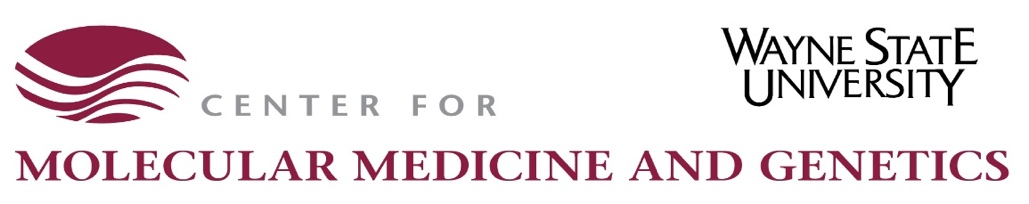 WAYNE STATE
UNIVERSITY
CENTER FOR
MOLECULAR MEDICINE AND GENETICS